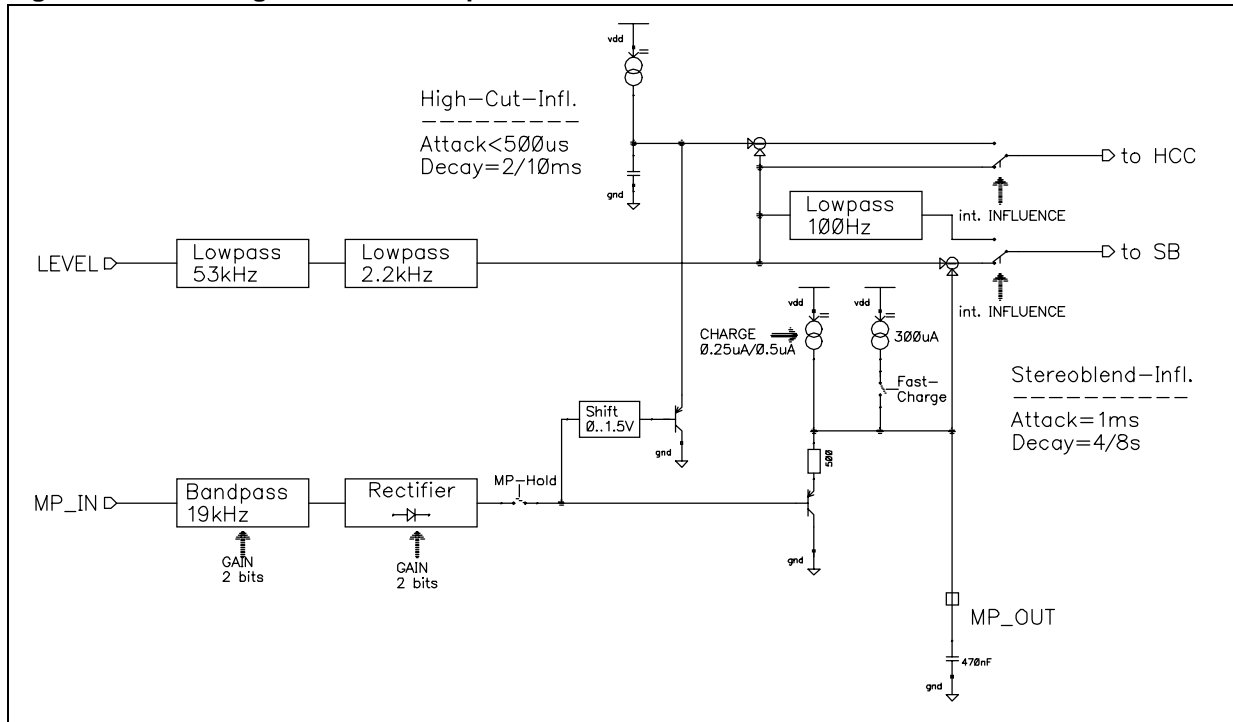 vdd
High-Cut-Infl.
Attack<500us
Decay=2/10ms
gnd
to HCC
int. INFLUENCE
Lowpass
100Hz
LEVEL
Lowpass
53kHz
Lowpass
2.2kHz
to SB
int. INFLUENCE
vdd
vdd
CHARGE
0.25uA/0.5uA
300uA
Fast-
Charge
Stereoblend-Infl.
Attack=1ms
Decay=4/8s
Shift
0..1.5V
gnd
500
MP_IN
Bandpass
19kHz
Rectifier
MP-Hold
GAIN
2 bits
GAIN
2 bits
gnd
MP_OUT
470nF
gnd